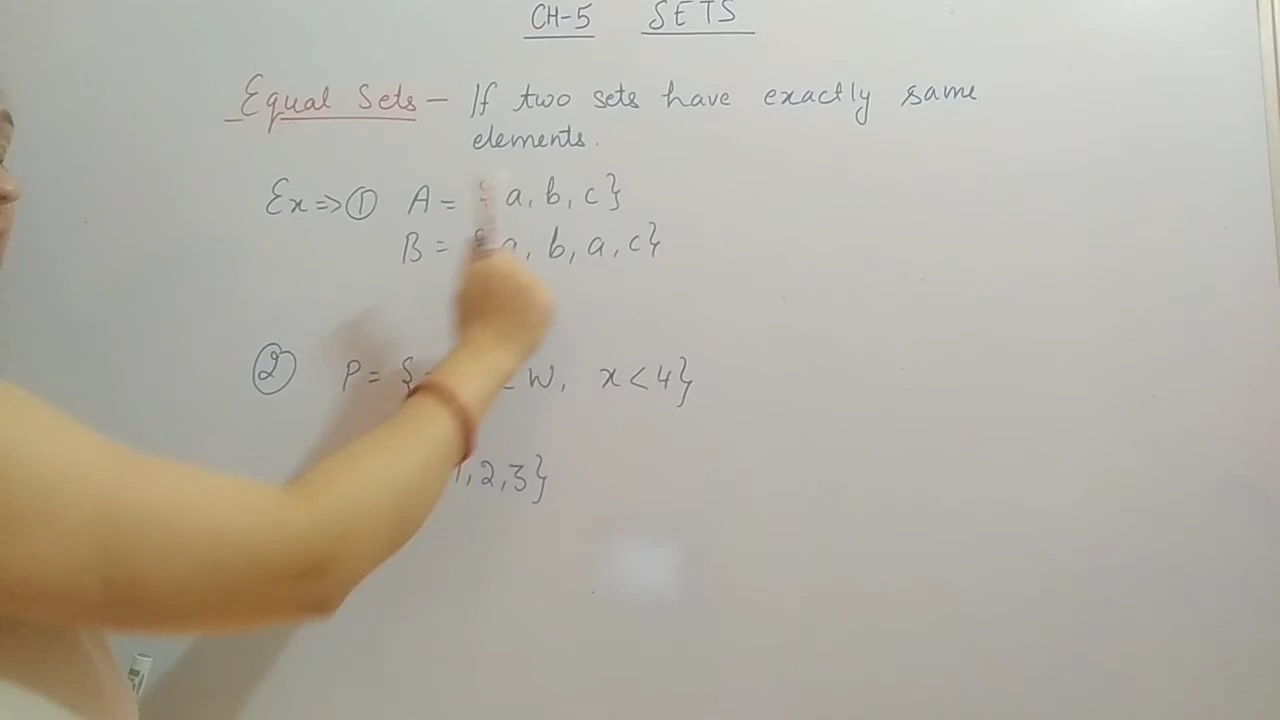 CH-5 SETS
Equal Sets - If two sets have exactly same
elements.
Ex => ① A = { a, b, c}
B = { a, b, a, c}
② P = { W, x < 4}
1, 2, 3}